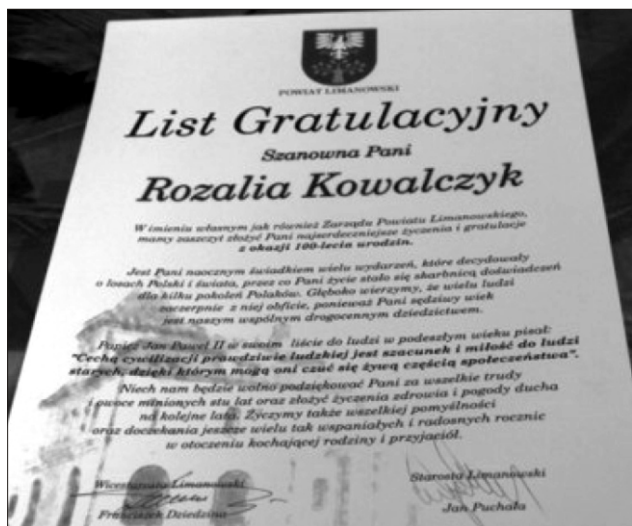 POWIAT LIMANOWSKI
List Gratulacyjny
Szanowna Pani
Rozalia Kowalczyk
W imieniu własnym jak również Zarządu Powiatu Limanowskiego,
mamy zaszczyt złożyć Pani najserdeczniejsze życzenia i gratulacje
z okazji 100-lecia urodzin.
Jest Pani naocznym świadkiem wielu wydarzeń, które decydowały
o losach Polski i świata, przez co Pani życie stało się skarbnicą doświadczeń
dla kilku pokoleń Polaków. Głęboko wierzymy, że wielu ludzi
zaczerpnie z niej obficie, ponieważ Pani sędziwy wiek
jest naszym wspólnym drogocennym dziedzictwem.
Papież Jan Paweł II w swoim liście do ludzi w podeszłym wieku pisał:
"Cechą cywilizacji prawdziwie ludzkiej jest szacunek i miłość do ludzi
starych, dzięki którym mogą oni czuć się żywą częścią społeczeństwa".
Niech nam będzie wolno podziękować Pani za wszelkie trudy
i owoce minionych stu lat oraz złożyć życzenia zdrowia i pogody ducha
na kolejne lata. Życzymy także wszelkiej pomyślności
oraz doczekania jeszcze wielu tak wspaniałych i radosnych rocznic
w otoczeniu kochającej rodziny i przyjaciół.
Wicestarosta Limanowski
Franciszek Dziedzina
Starosta Limanowski
Jan Puchała